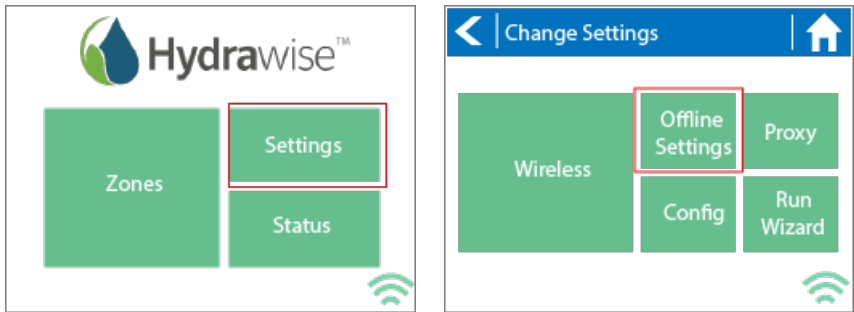 Hydrawise™
Zones
Settings
Status
Change Settings
Wireless
Offline
Settings
Proxy
Config
Run
Wizard